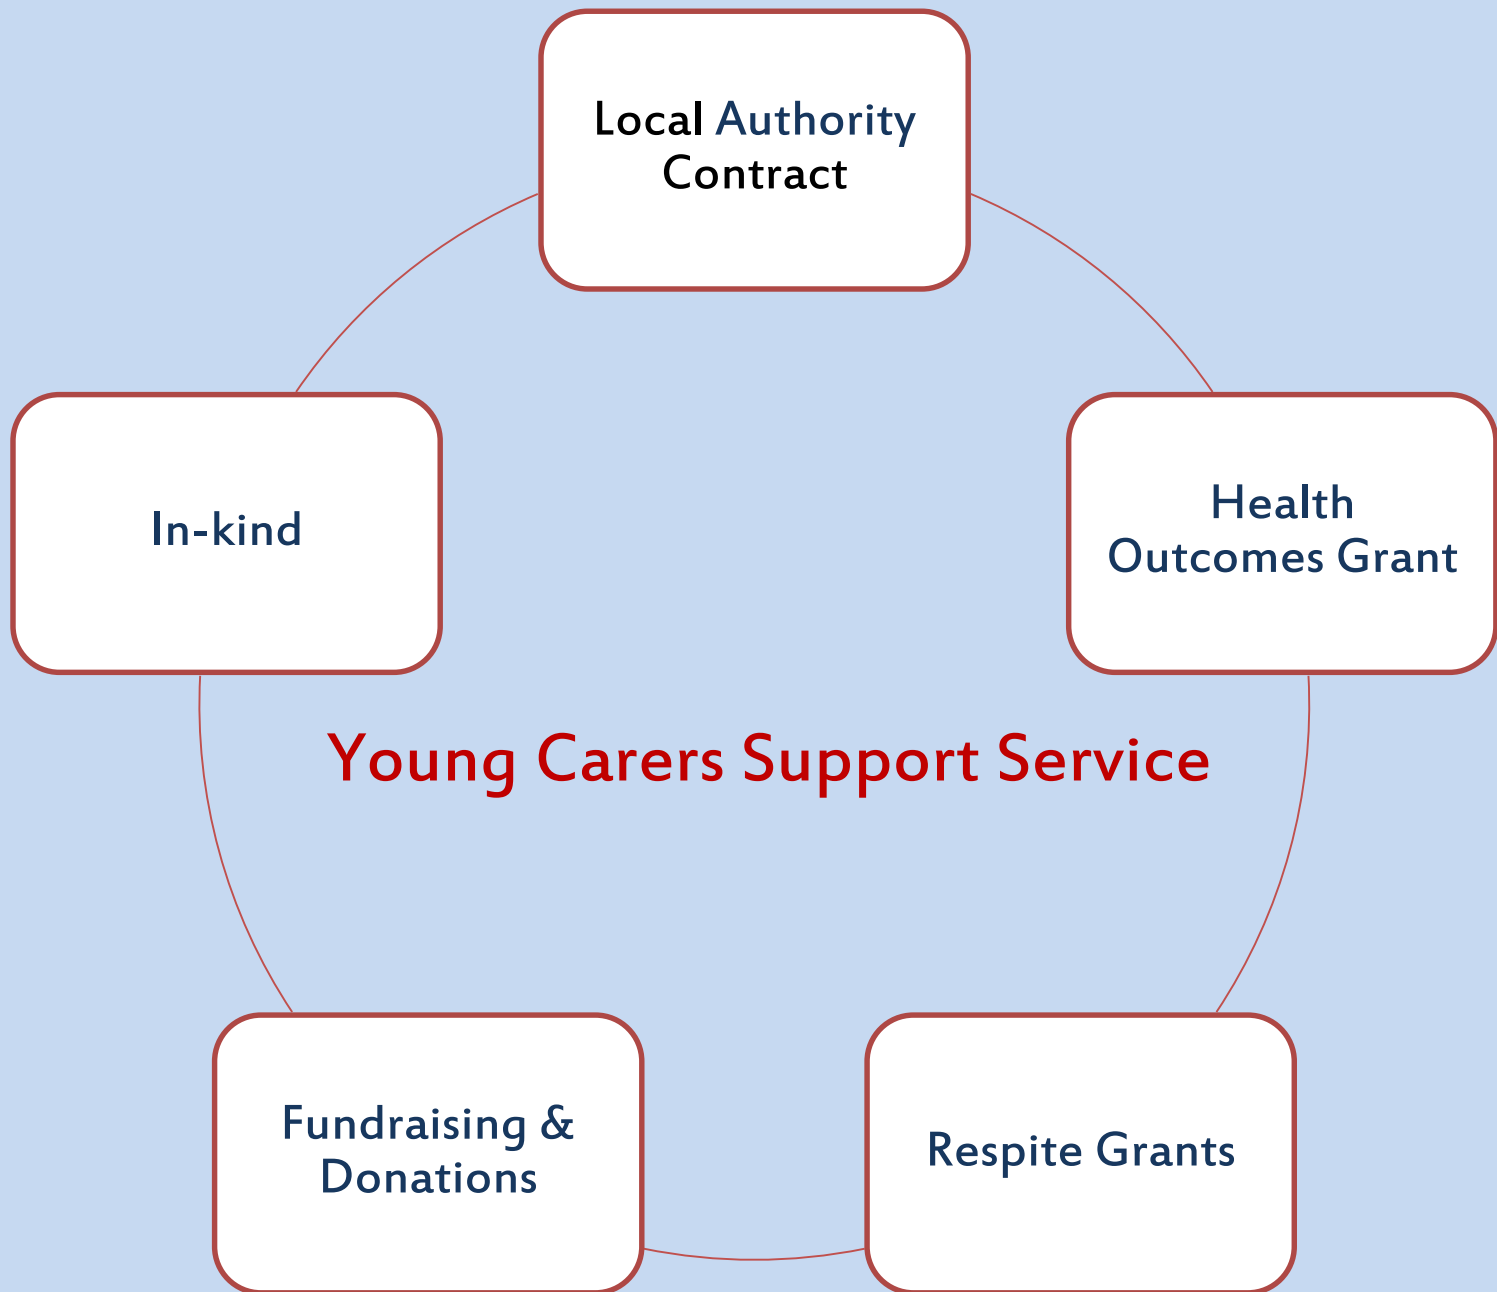 Local Authority
Contract
In-kind
Health
Outcomes Grant
Young Carers Support Service
Fundraising &
Donations
Respite Grants